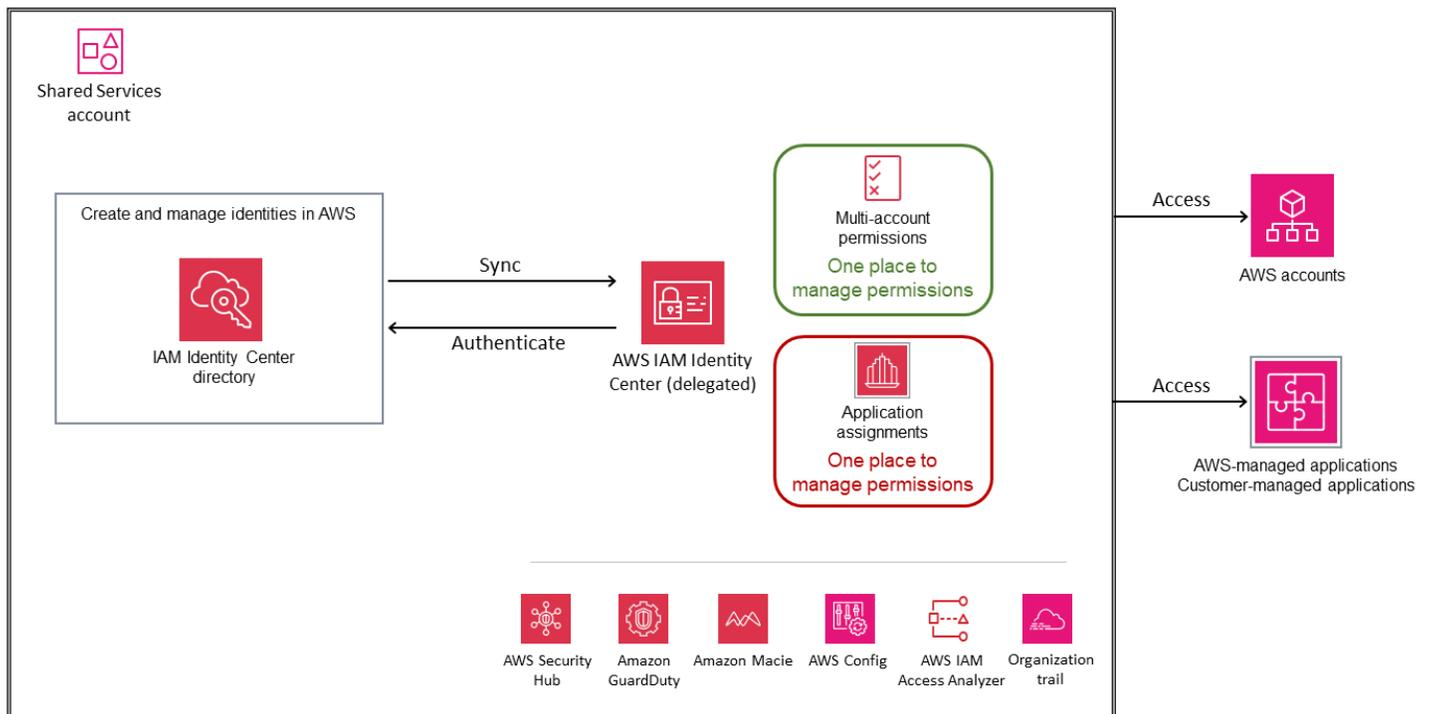 Shared Services
account
Create and manage identities in AWS
IAM Identity Center
directory
Sync
Authenticate
AWS IAM Identity
Center (delegated)
Multi-account
permissions
One place to
manage permissions
Application
assignments
One place to
manage permissions
Access
AWS accounts
Access
AWS-managed applications
Customer-managed applications
AWS Security
Hub
Amazon
GuardDuty
Amazon Macie
AWS Config
AWS IAM
Access Analyzer
Organization
trail